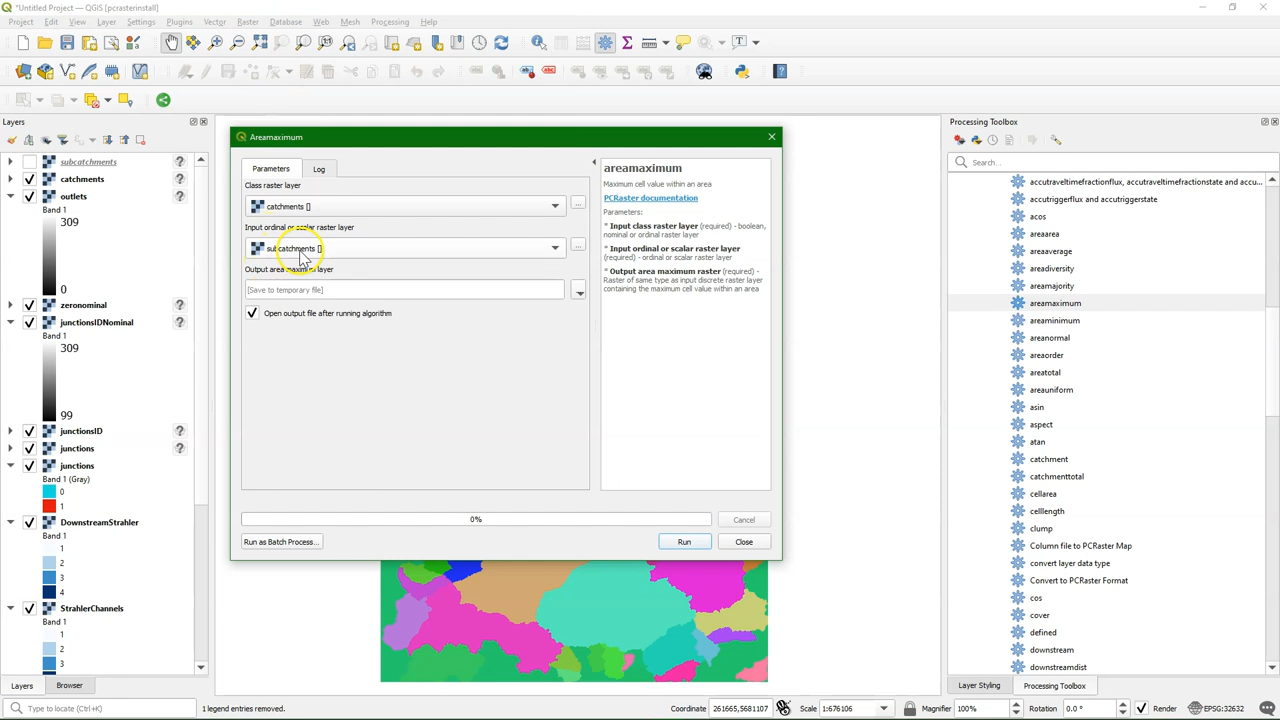 *Untitled Project — QGIS [pcrasterinstall]
Project Edit View Layer Settings Plugins Vector Raster Database Web Mesh Processing Help
Layers
subcatchments
catchments
outlets
Band 1
309
0
zeronominal
junctionsIDNominal
Band 1
309
99
junctionsID
junctions
junctions
Band 1 (Gray)
0
1
DownstreamStrahler
Band 1
1
2
3
4
StrahlerChannels
Band 1
1
2
3
Layers Browser
Areamaximum
Parameters Log
Class raster layer
catchments []
Input ordinal or scalar raster layer
subcatchments []
Output area maximum layer
[Save to temporary file]
Open output file after running algorithm
areamaximum
Maximum cell value within an area
PCRaster documentation
Parameters:
* Input class raster layer (required) - boolean,
nominal or ordinal raster layer
* Input ordinal or scalar raster layer
(required) - ordinal or scalar raster layer
* Output area maximum raster (required) -
Raster of same type as input discrete raster layer
containing the maximum cell value within an area
0%
Cancel
Run as Batch Process...
Run
Close
Processing Toolbox
Search...
accutraveltimefractionflux, accutraveltimefractionstate and accu...
accutriggerflux and accutriggerstate
acos
areaarea
areaaverage
areadiversity
areamajority
areamaximum
areaminimum
areanormal
areaorder
areatotal
areauniform
asin
aspect
atan
catchment
catchmenttotal
cellarea
celllength
clump
Column file to PCRaster Map
convert layer data type
Convert to PCRaster Format
cos
cover
defined
downstream
downstreamdist
Layer Styling Processing Toolbox
Type to locate (Ctrl+K) 1 legend entries removed. Coordinate 261665,5681107 Scale 1:676106 Magnifier 100% Rotation 0.0 ° Render EPSG:32632